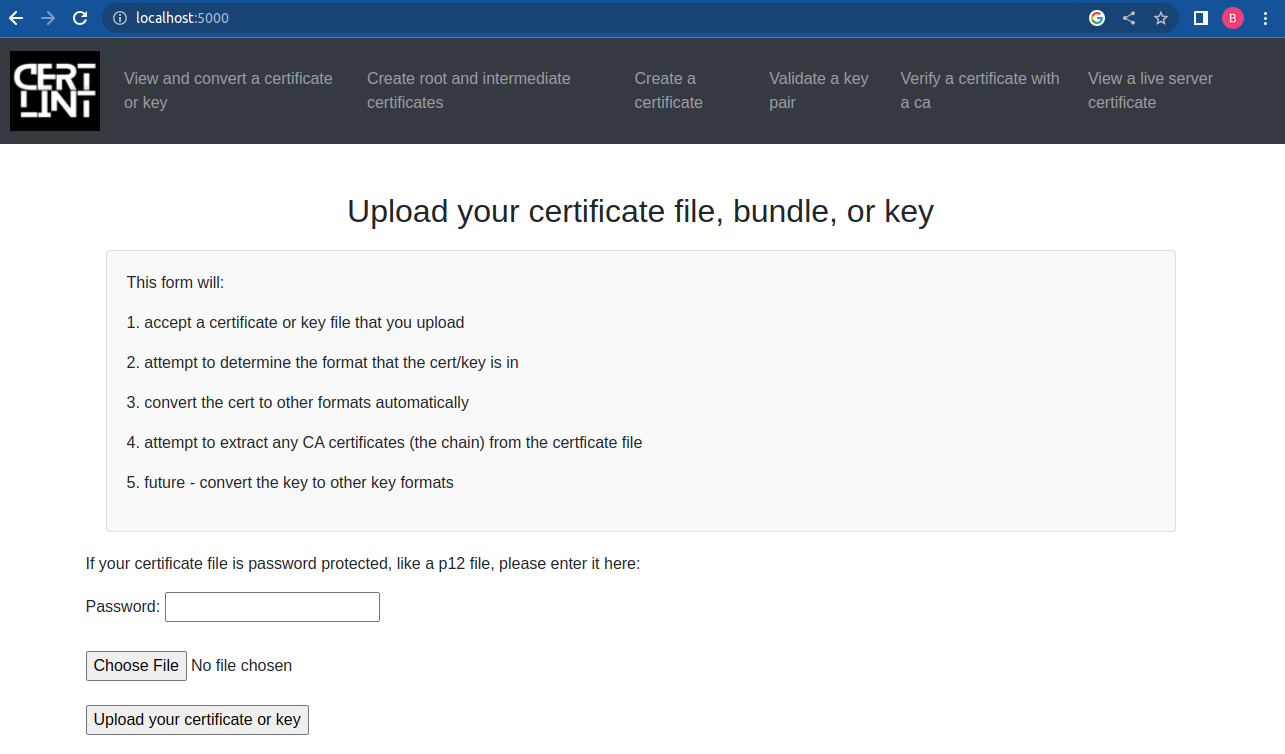 localhost:5000
B
CERT
LINT
View and convert a certificate
or key
Create root and intermediate
certificates
Create a
certificate
Validate a key
pair
Verify a certificate with
a ca
View a live server
certificate
Upload your certificate file, bundle, or key
This form will:
1. accept a certificate or key file that you upload
2. attempt to determine the format that the cert/key is in
3. convert the cert to other formats automatically
4. attempt to extract any CA certificates (the chain) from the certficate file
5. future - convert the key to other key formats
If your certificate file is password protected, like a p12 file, please enter it here:
Password:
Choose File No file chosen
Upload your certificate or key